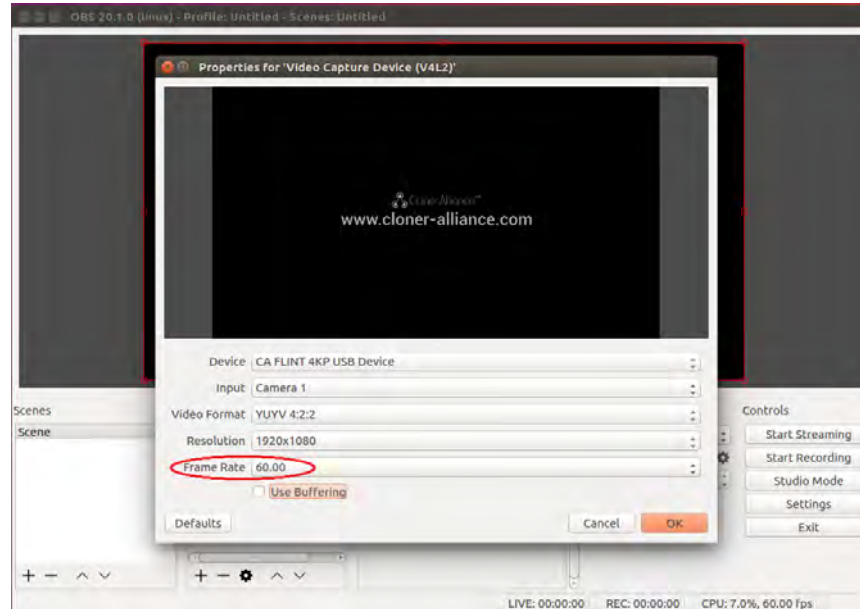 OBS 20.1.0 (linux) - Profile: Untitled - Scenes: Untitled
Properties for 'Video Capture Device (V4L2)'
Cloner-Alliance™
www.cloner-alliance.com
Device CA FLINT 4KP USB Device
Input Camera 1
Video Format YUYV 4:2:2
Resolution 1920x1080
Frame Rate 60.00
Use Buffering
Defaults Cancel OK
Scenes
Scene
Controls
Start Streaming
Start Recording
Studio Mode
Settings
Exit
LIVE: 00:00:00 REC: 00:00:00 CPU: 7.0%, 60.00 fps